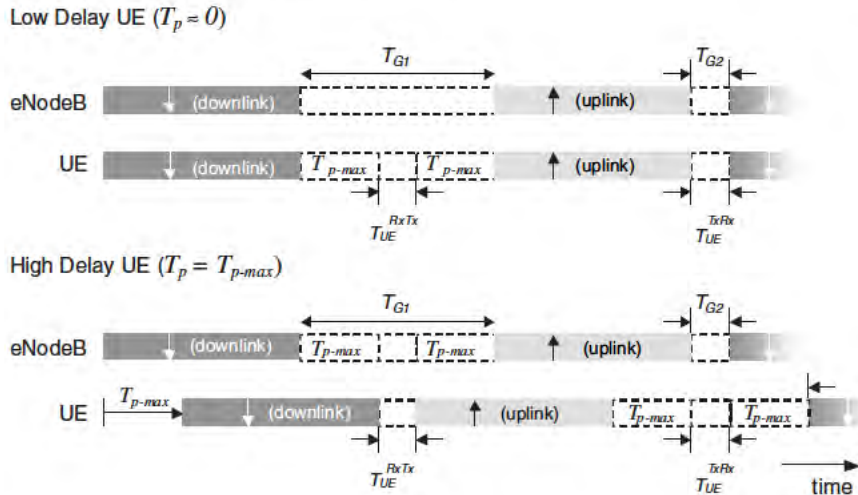 Low Delay UE (Tp ≈ 0)
TG1 TG2
eNodeB (downlink) (uplink)
UE (downlink) Tp-max Tp-max (uplink)
TUE RxTx TUE TxRx
High Delay UE (Tp = Tp-max)
TG1 TG2
eNodeB (downlink) Tp-max Tp-max (uplink)
UE Tp-max (downlink) (uplink) Tp-max Tp-max
TUE RxTx TUE TxRx
time